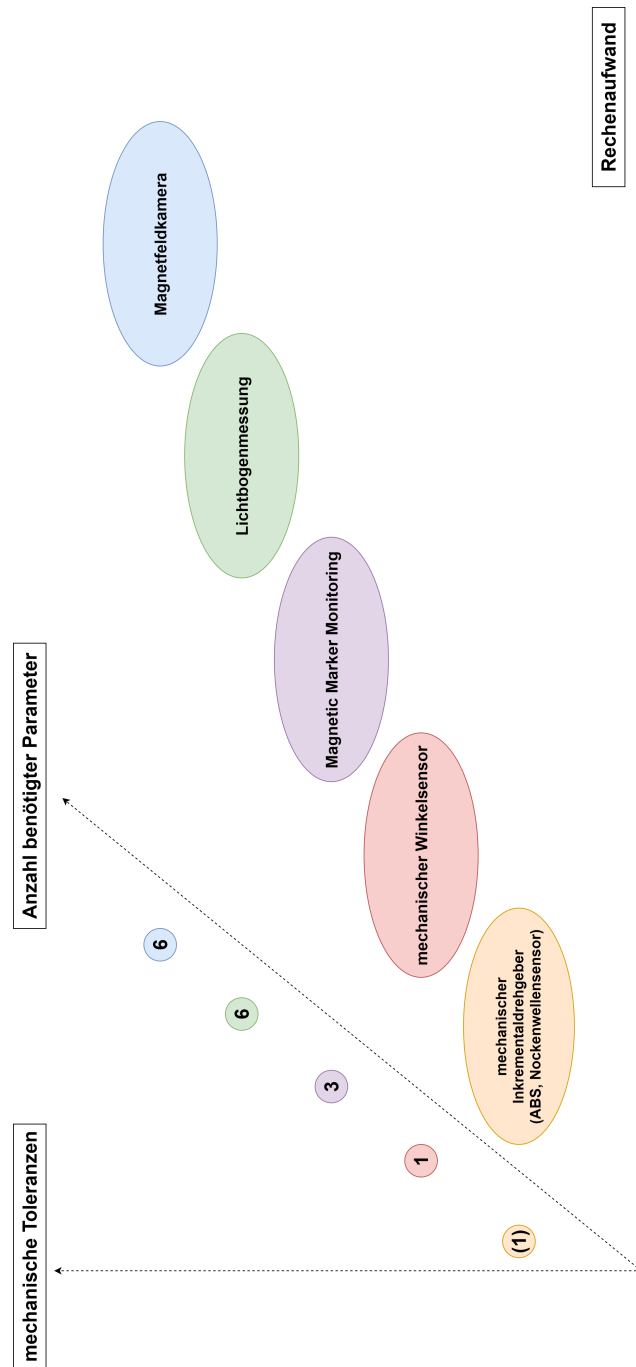 mechanische Toleranzen
Anzahl benötigter Parameter
6
Magnetfeldkamera
6
Lichtbogenmessung
3
Magnetic Marker Monitoring
1
mechanischer Winkelsensor
(1)
mechanischer
Inkrementaldrehgeber
(ABS, Nockenwellensensor)
Rechenaufwand